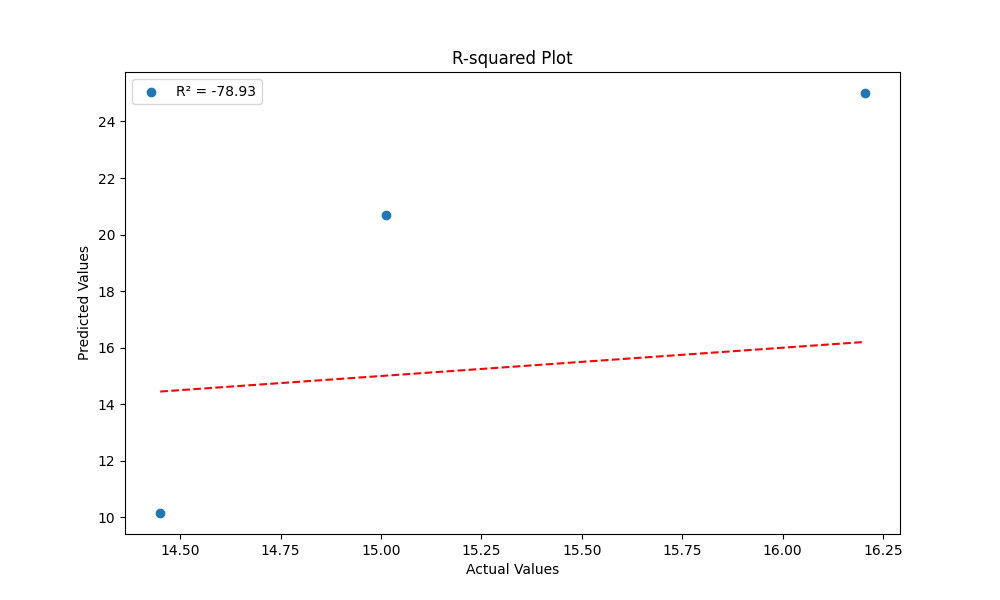 R-squared Plot
R² = -78.93
24
22
20
18
16
14
12
10
Predicted Values
14.50 14.75 15.00 15.25 15.50 15.75 16.00 16.25
Actual Values